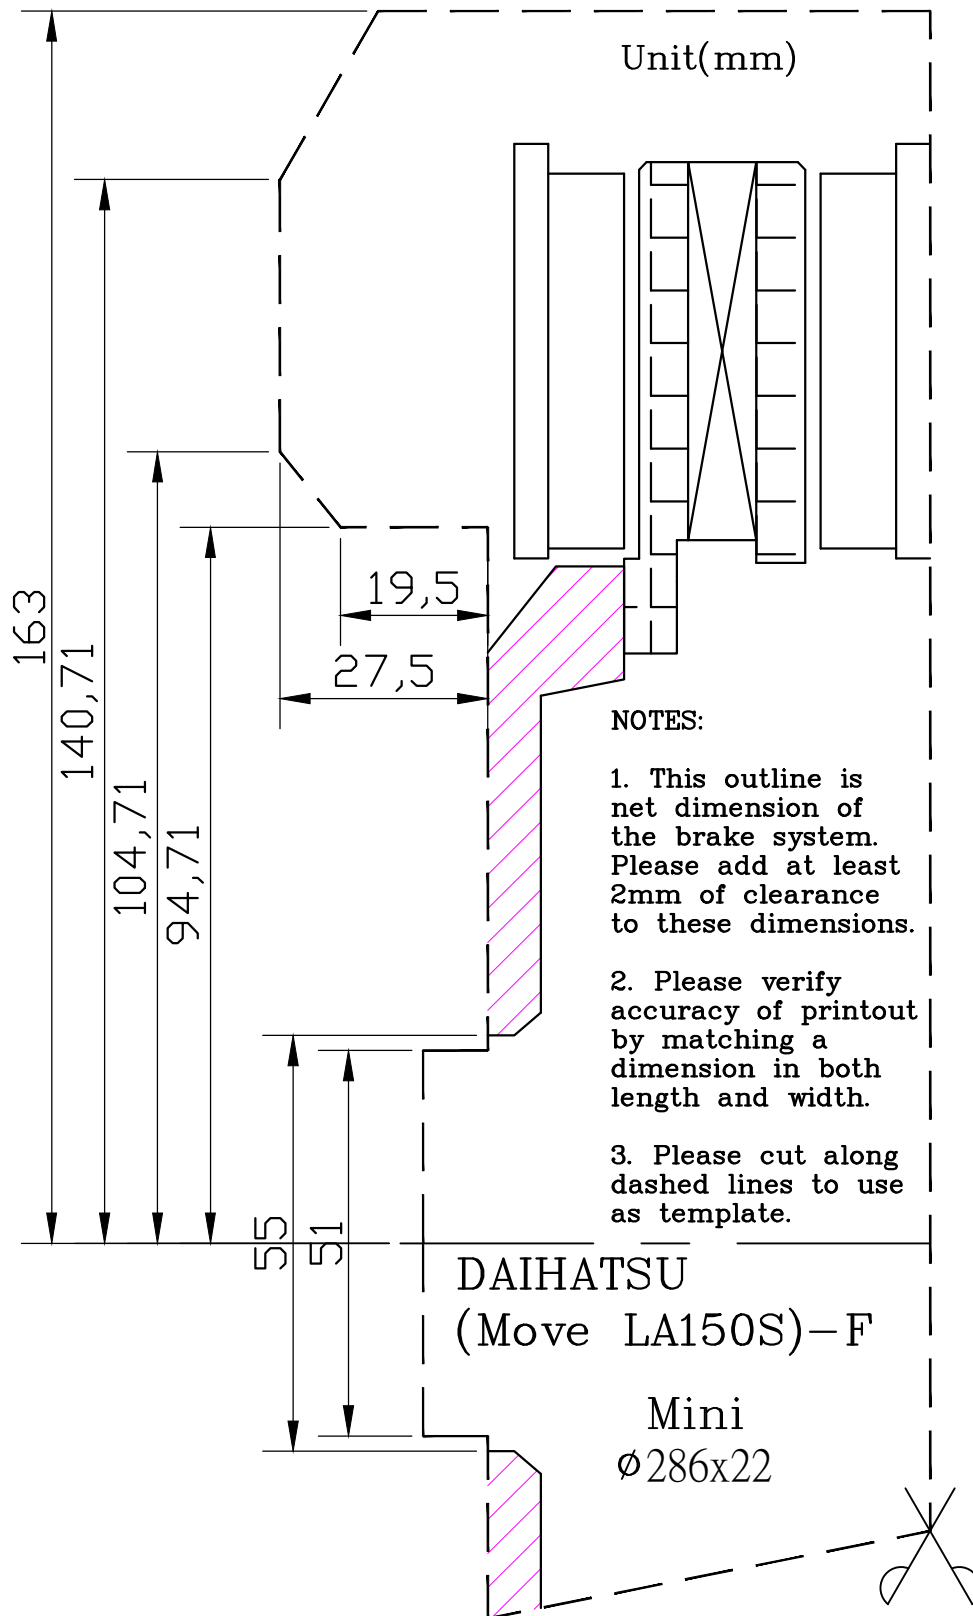 Unit(mm)
19,5
27,5
163
140,71
104,71
94,71
NOTES:
1. This outline is
net dimension of
the brake system.
Please add at least
2mm of clearance
to these dimensions.
2. Please verify
accuracy of printout
by matching a
dimension in both
length and width.
3. Please cut along
dashed lines to use
as template.
55
51
DAIHATSU
(Move LA150S)-F
Mini
Ø286x22